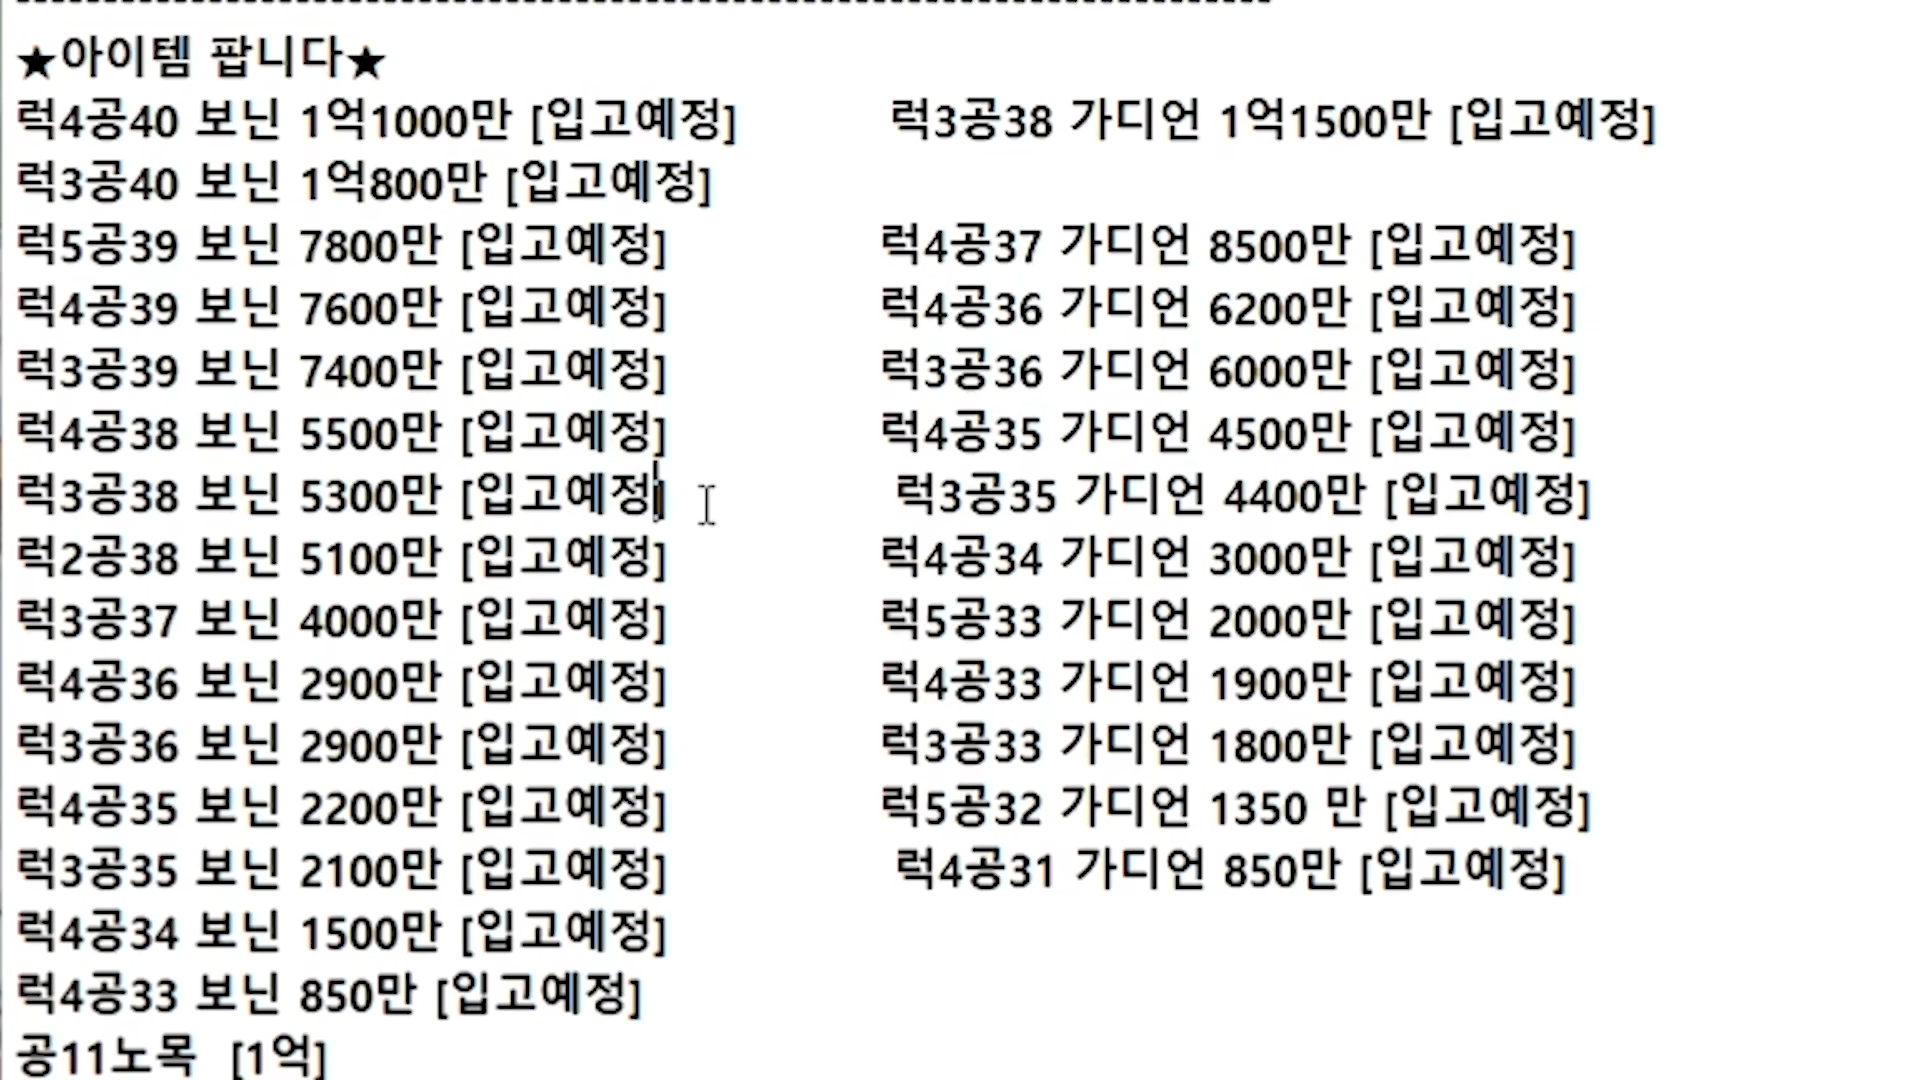 ★아이템 팝니다★
럭4공40 보닌 1억1000만 [입고예정] 럭3공38 가디언 1억1500만 [입고예정]
럭3공40 보닌 1억800만 [입고예정]
럭5공39 보닌 7800만 [입고예정] 럭4공37 가디언 8500만 [입고예정]
럭4공39 보닌 7600만 [입고예정] 럭4공36 가디언 6200만 [입고예정]
럭3공39 보닌 7400만 [입고예정] 럭3공36 가디언 6000만 [입고예정]
럭4공38 보닌 5500만 [입고예정] 럭4공35 가디언 4500만 [입고예정]
럭3공38 보닌 5300만 [입고예정] 럭3공35 가디언 4400만 [입고예정]
럭2공38 보닌 5100만 [입고예정] 럭4공34 가디언 3000만 [입고예정]
럭3공37 보닌 4000만 [입고예정] 럭5공33 가디언 2000만 [입고예정]
럭4공36 보닌 2900만 [입고예정] 럭4공33 가디언 1900만 [입고예정]
럭3공36 보닌 2900만 [입고예정] 럭3공33 가디언 1800만 [입고예정]
럭4공35 보닌 2200만 [입고예정] 럭5공32 가디언 1350 만 [입고예정]
럭3공35 보닌 2100만 [입고예정] 럭4공31 가디언 850만 [입고예정]
럭4공34 보닌 1500만 [입고예정]
럭4공33 보닌 850만 [입고예정]
공11노목 [1억]